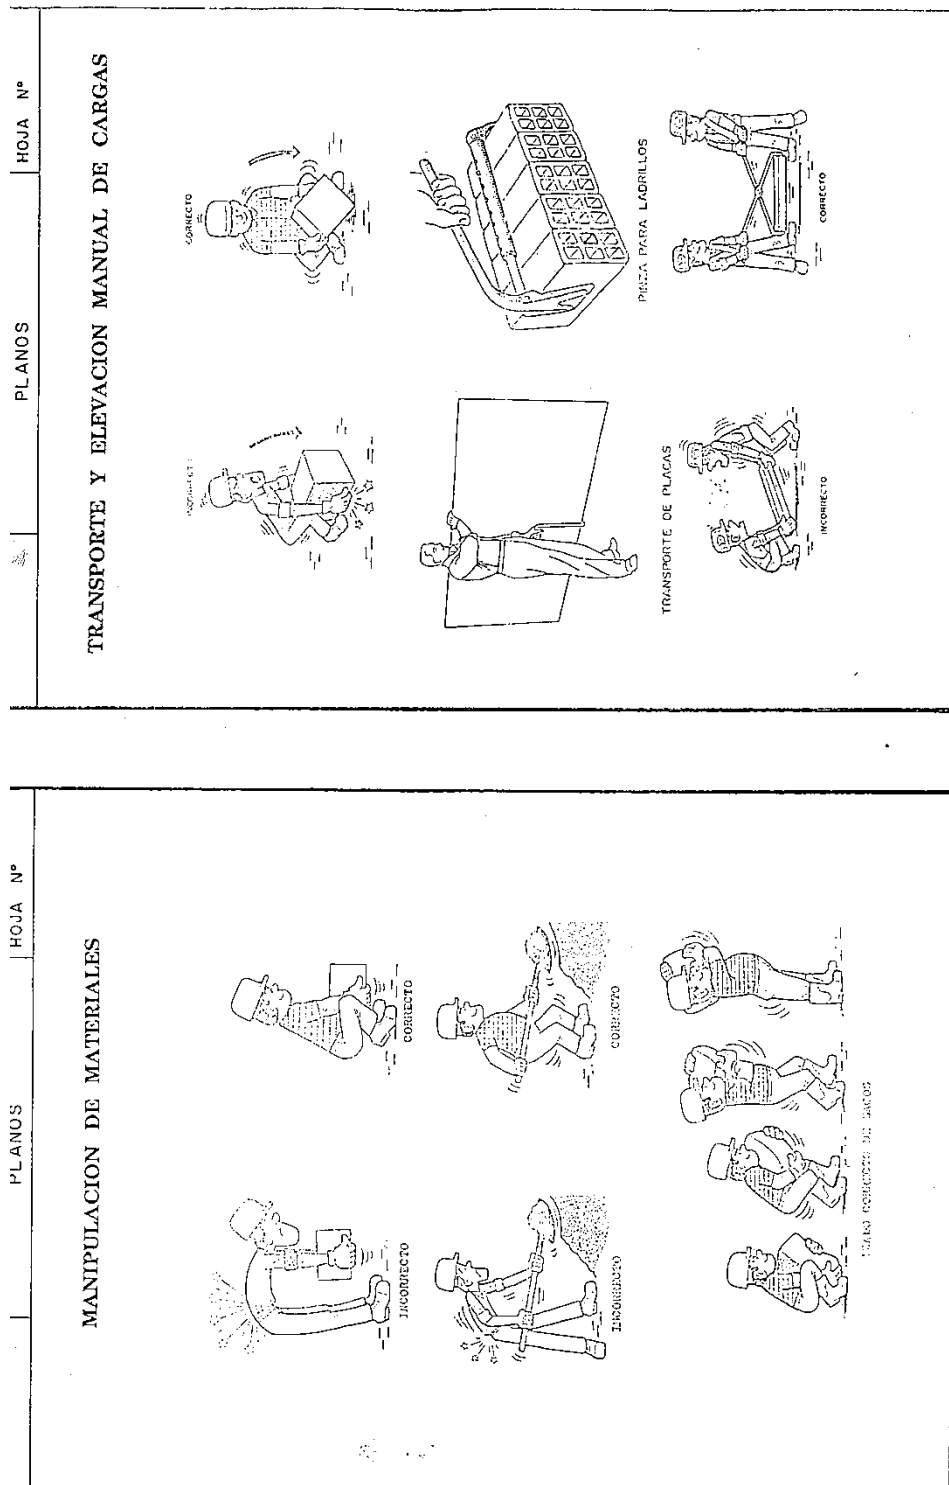 PLANOS
HOJA Nº
TRANSPORTE Y ELEVACION MANUAL DE CARGAS
CORRECTO
TRANSPORTE DE PLACAS
PINZA PARA LADRILLOS
INCORRECTO
CORRECTO
PLANOS
HOJA Nº
MANIPULACION DE MATERIALES
INCORRECTO
CORRECTO
INCORRECTO
CORRECTO